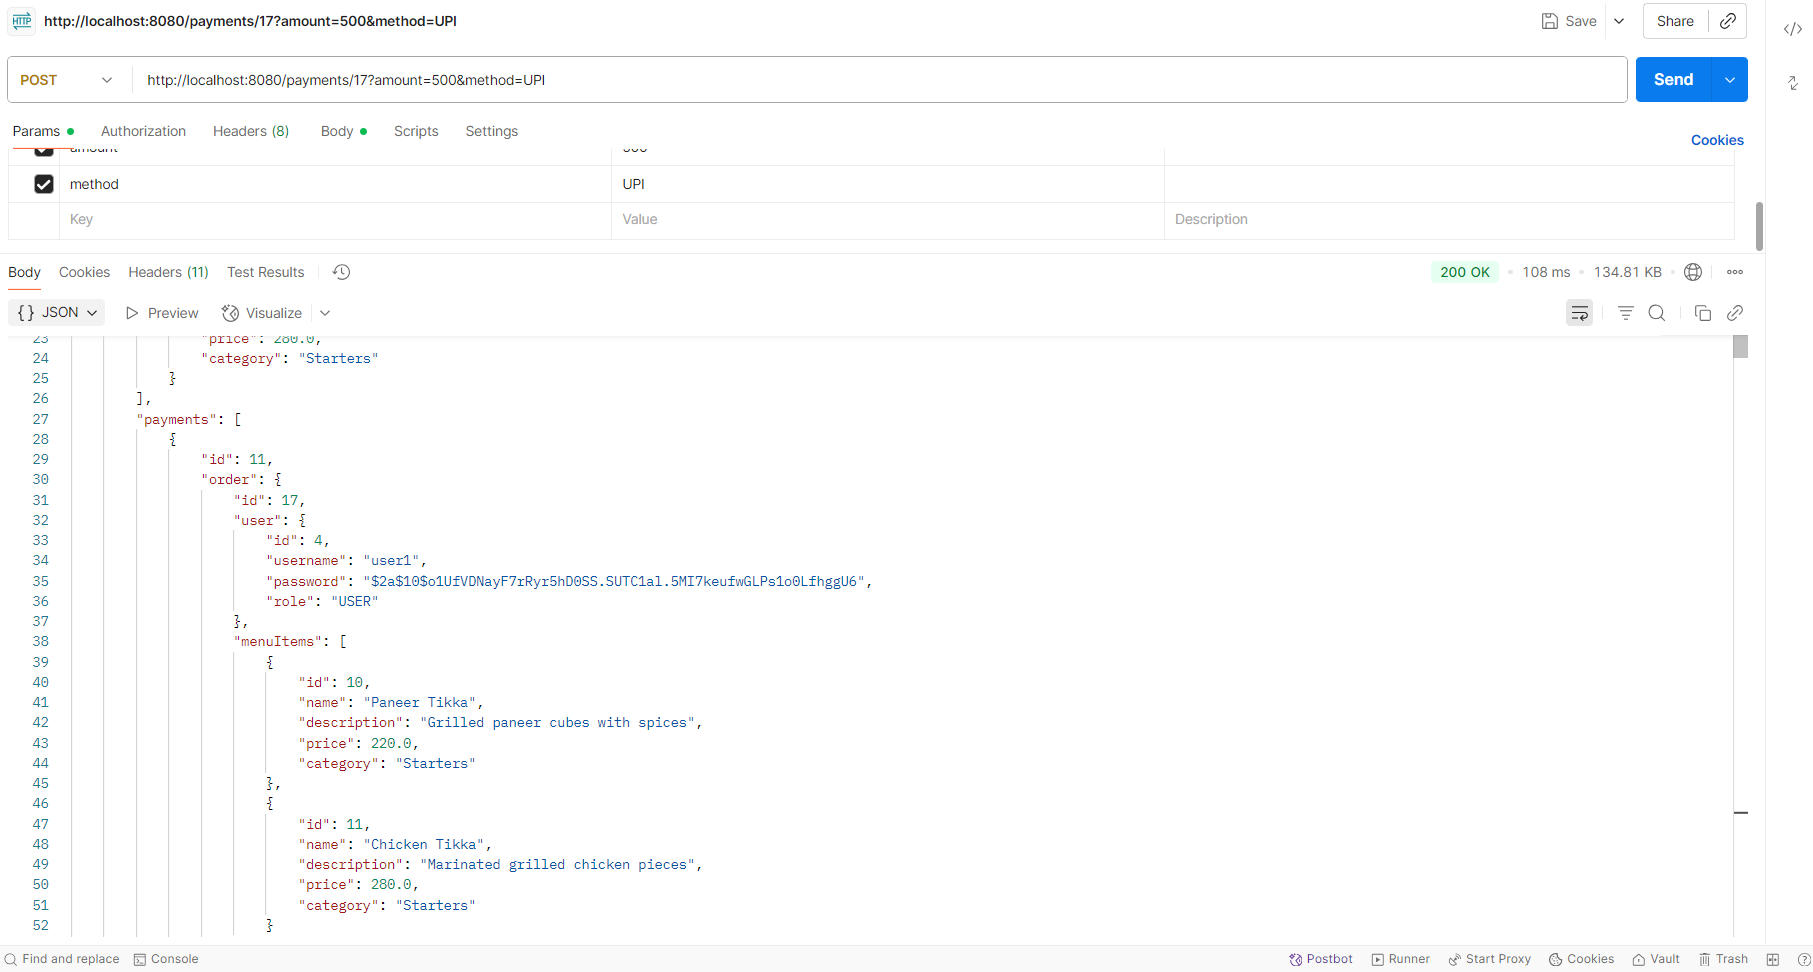 HTTP http://localhost:8080/payments/17?amount=500&method=UPI Save Share
POST http://localhost:8080/payments/17?amount=500&method=UPI Send
Params Authorization Headers (8) Body Scripts Settings Cookies
amount 500
method UPI
Key Value Description
Body Cookies Headers (11) Test Results 200 OK 108 ms 134.81 KB
{} JSON Preview Visualize
23 "price": 280.0,
24 "category": "Starters"
25 }
26 ],
27 "payments": [
28 {
29 "id": 11,
30 "order": {
31 "id": 17,
32 "user": {
33 "id": 4,
34 "username": "user1",
35 "password": "$2a$10$o1UfVDNayF7rRyr5hD0SS.SUTC1al.5MI7keufwGLPs1o0LfhggU6",
36 "role": "USER"
37 },
38 "menuItems": [
39 {
40 "id": 10,
41 "name": "Paneer Tikka",
42 "description": "Grilled paneer cubes with spices",
43 "price": 220.0,
44 "category": "Starters"
45 },
46 {
47 "id": 11,
48 "name": "Chicken Tikka",
49 "description": "Marinated grilled chicken pieces",
50 "price": 280.0,
51 "category": "Starters"
52 }
Find and replace Console Postbot Runner Start Proxy Cookies Vault Trash